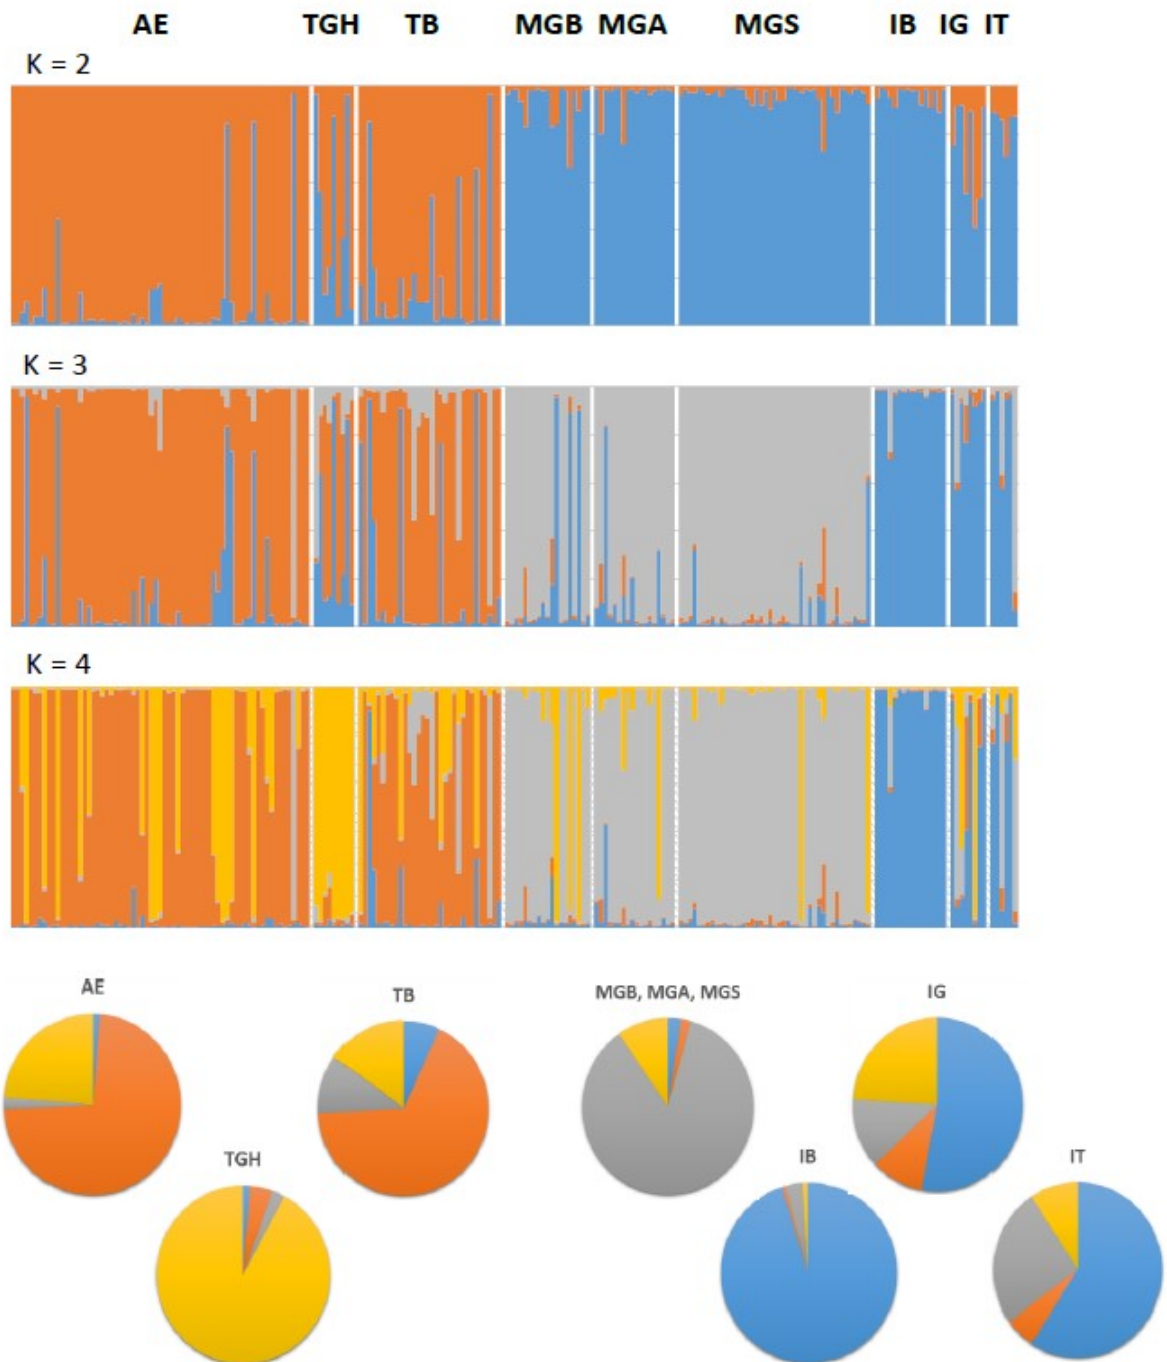 AE TGH TB MGB MGA MGS IB IG IT
K = 2
K = 3
K = 4
AE
TB
MGB, MGA, MGS
IG
TGH
IB
IT